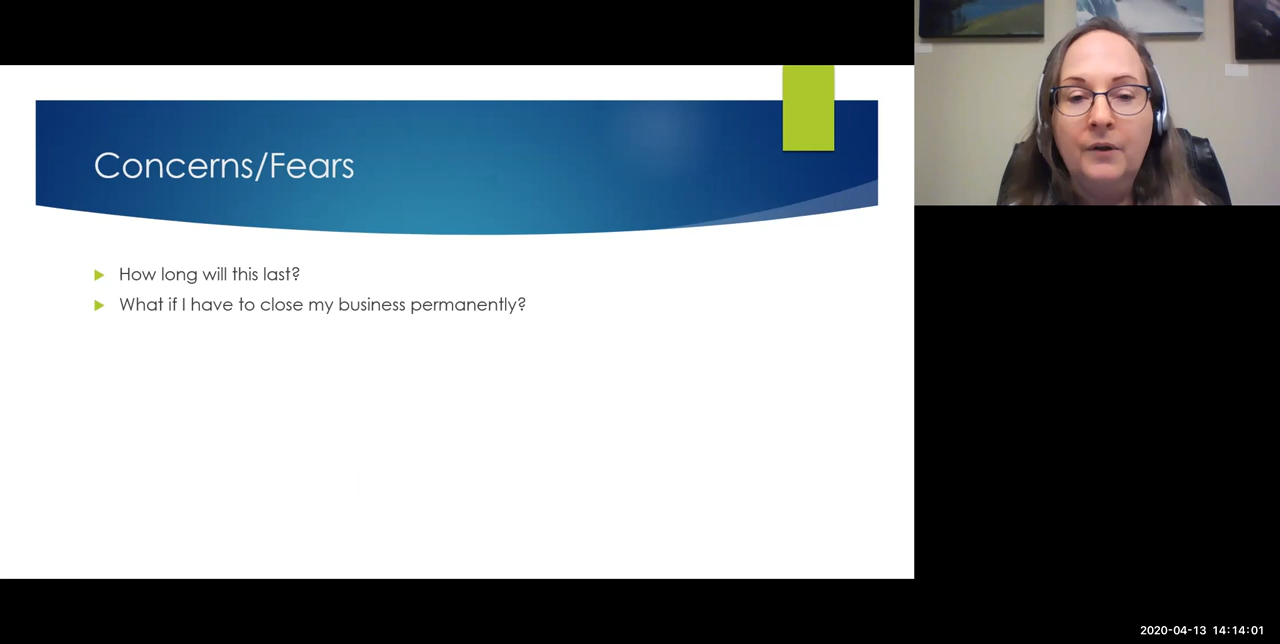 Concerns/Fears
How long will this last?
What if I have to close my business permanently?
2020-04-13 14:14:01